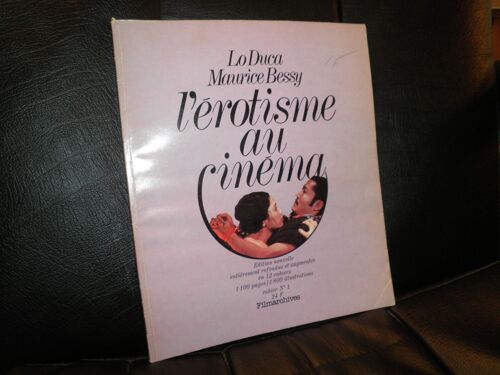 Lo Duca
Maurice Bessy
l'érotisme
au
cinéma
Edition nouvelle
entièrement refondue et augmentée
en 12 cahiers
1 100 pages/1 800 illustrations
cahier N° 1
24 F
Filmarchives